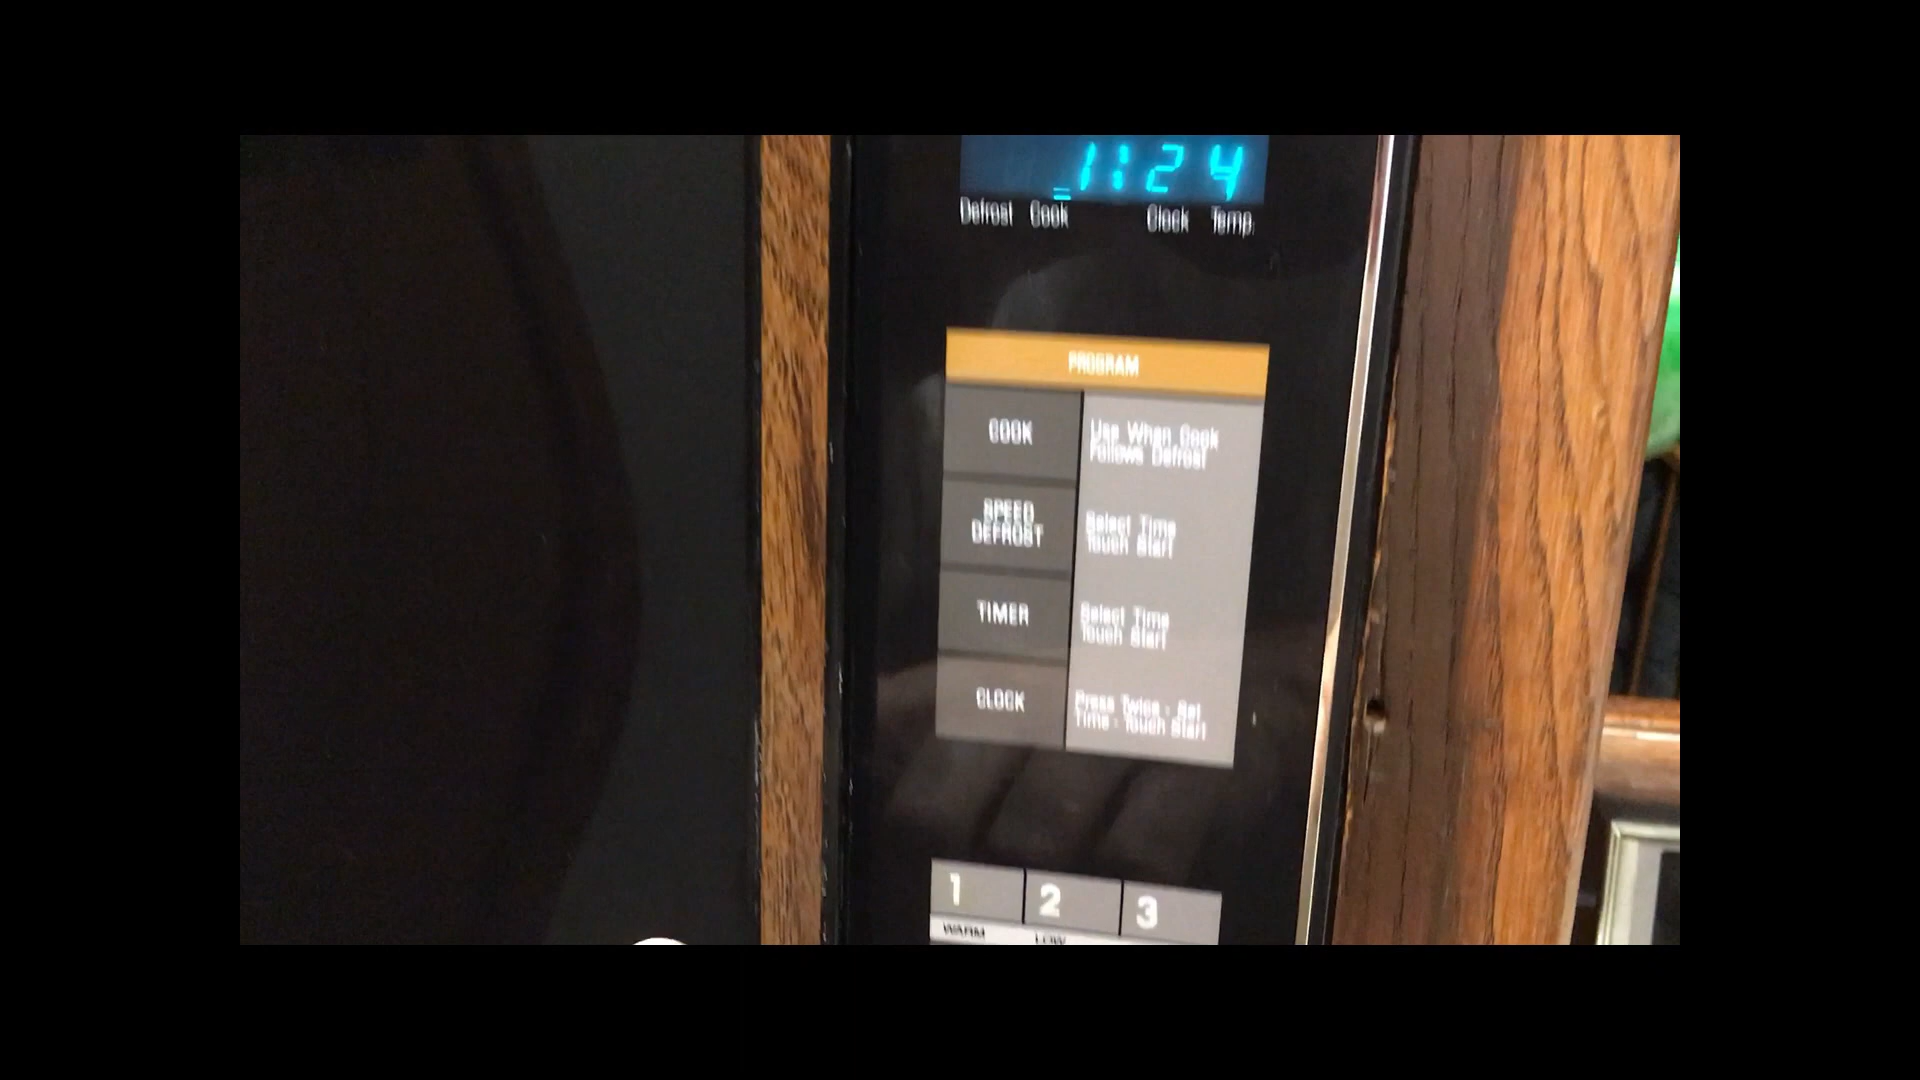 1:24
Defrost Cook Clock Temp.
PROGRAM
COOK
Use When Cook
Follows Defrost
SPEED
DEFROST
Select Time
Touch Start
TIMER
Select Time
Touch Start
CLOCK
Press Twice - Set
Time - Touch Start
1 2 3
WARM LOW